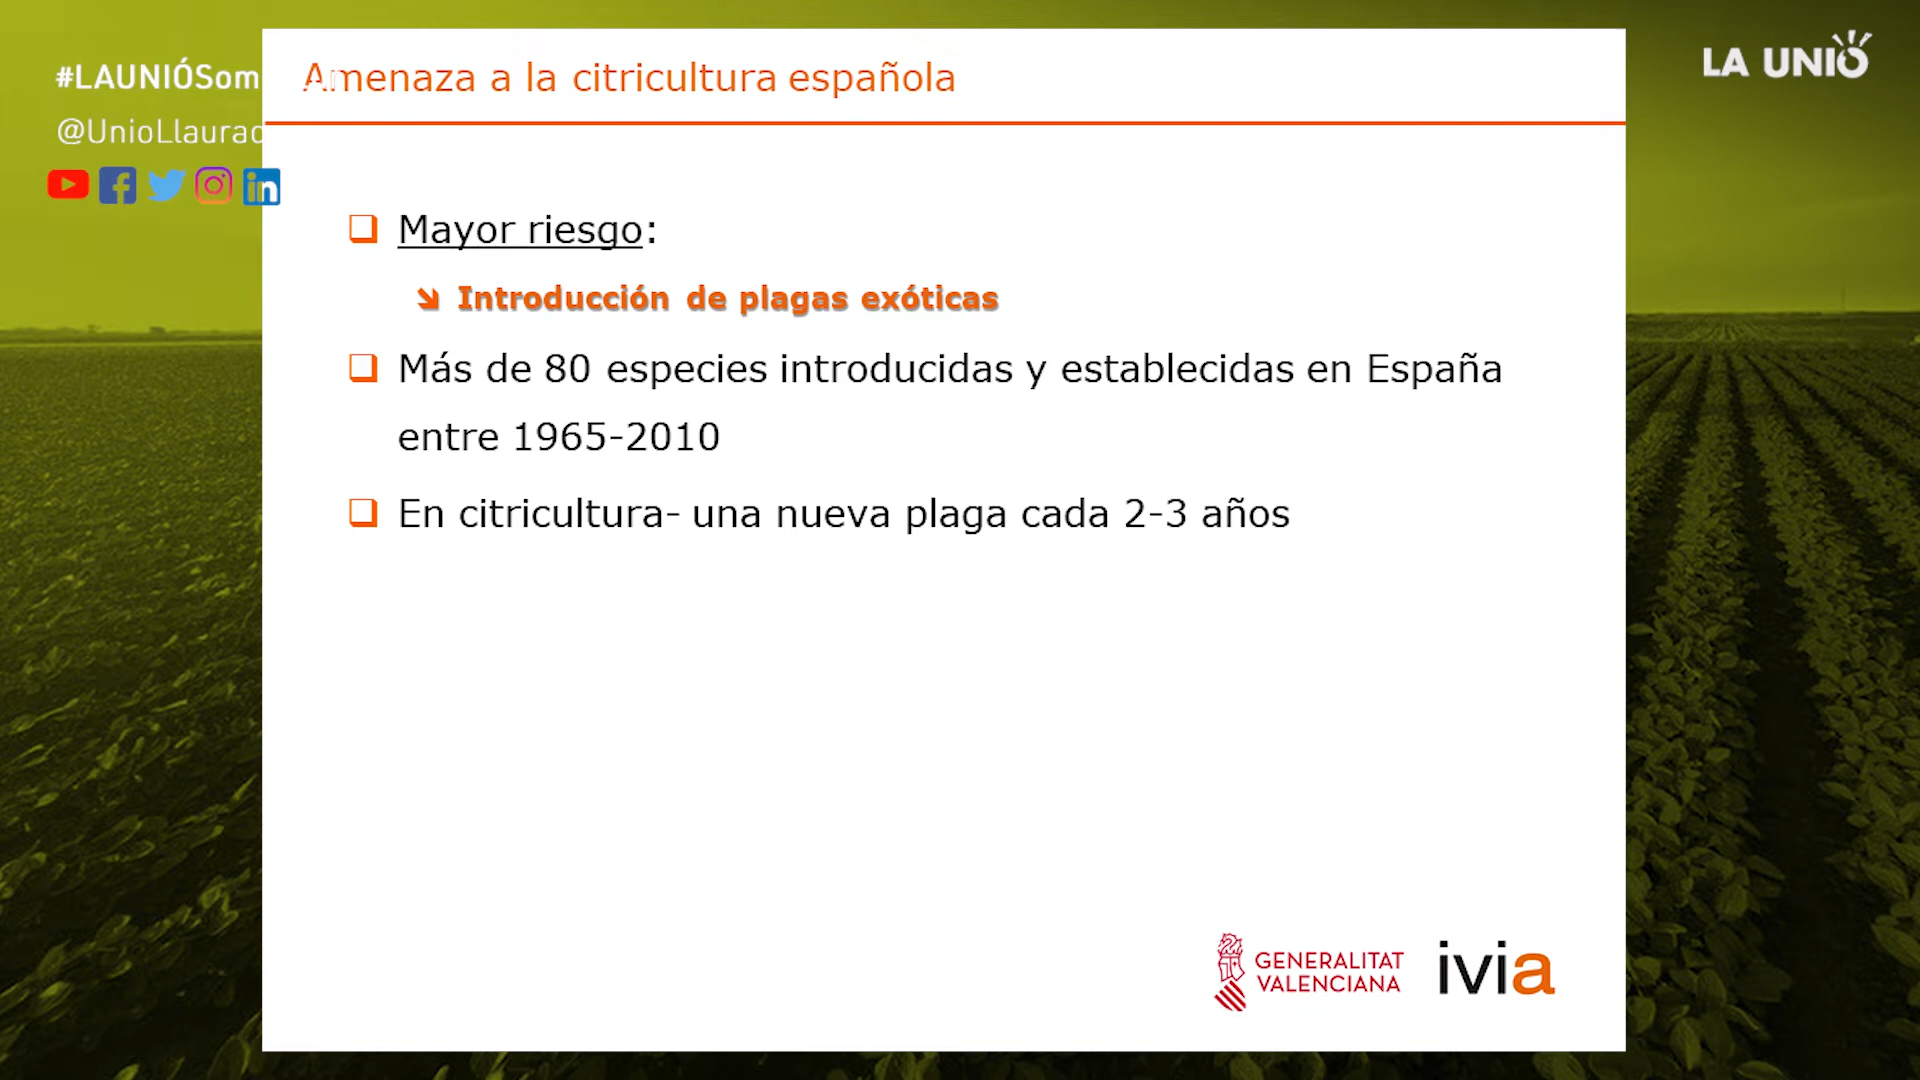 #LAUNIÓSom
@UnioLlaurad
LA UNIÓ
Amenaza a la citricultura española
Mayor riesgo:
Introducción de plagas exóticas
Más de 80 especies introducidas y establecidas en España
entre 1965-2010
En citricultura- una nueva plaga cada 2-3 años
GENERALITAT
VALENCIANA
ivia